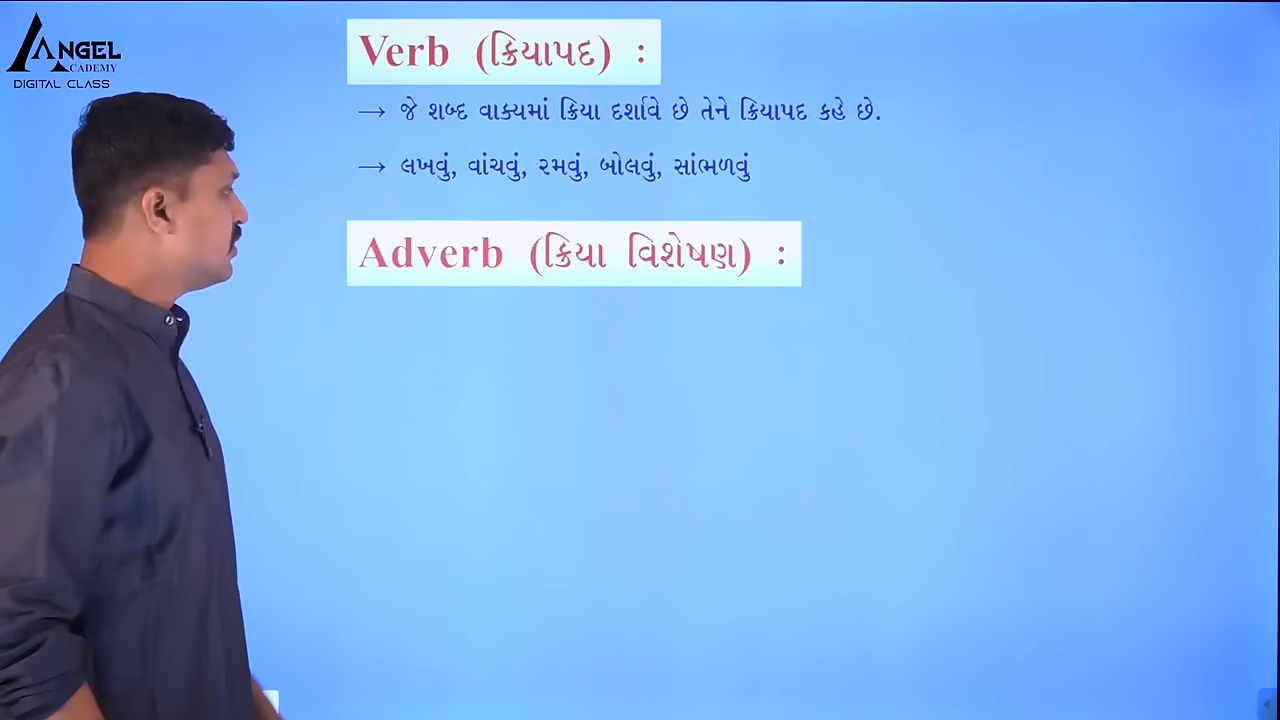 ANGEL
ACADEMY
DIGITAL CLASS
Verb (ક્રિયાપદ) :
→ જે શબ્દ વાક્યમાં ક્રિયા દર્શાવે છે તેને ક્રિયાપદ કહે છે.
→ લખવું, વાંચવું, રમવું, બોલવું, સાંભળવું
Adverb (ક્રિયા વિશેષણ) :